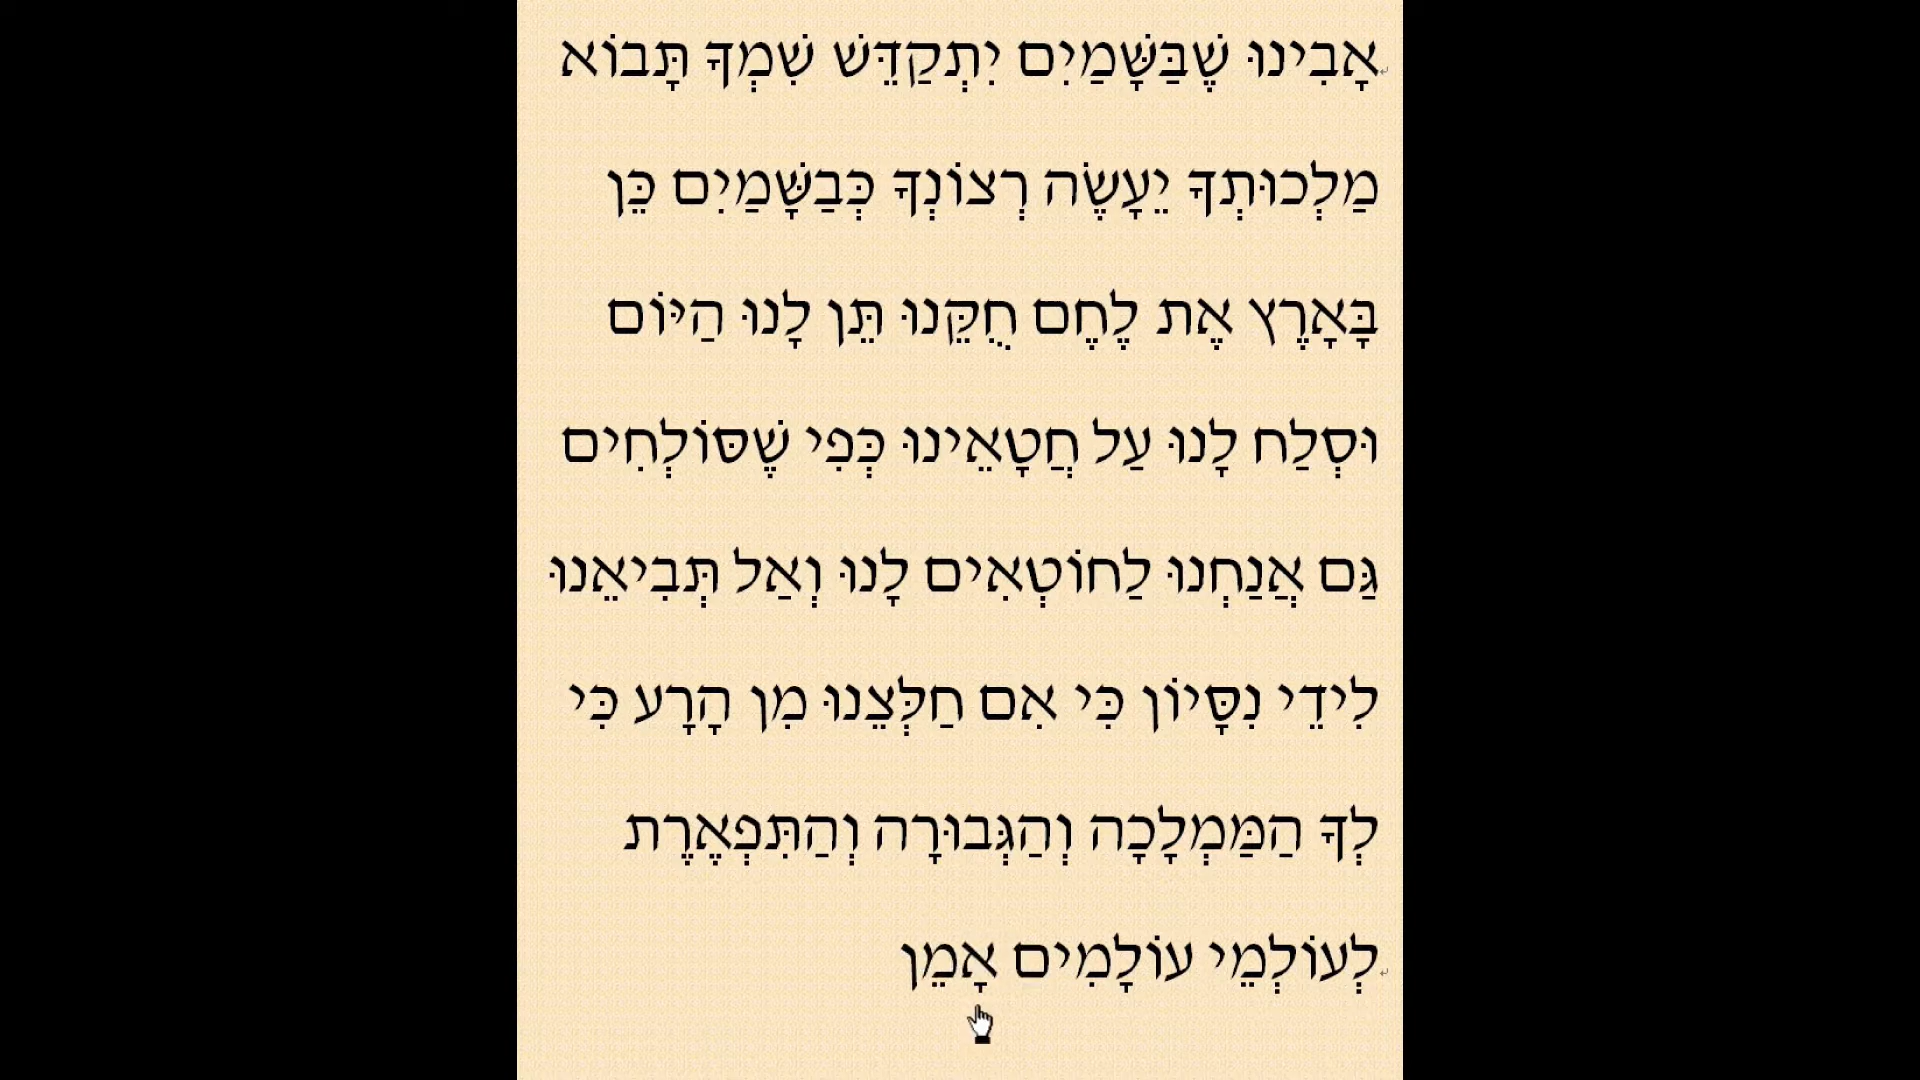 אָבִינוּ שֶׁבַּשָּׁמַיִם יִתְקַדֵּשׁ שִׁמְךָ תָּבוֹא
מַלְכוּתְךָ יֵעָשֶׂה רְצוֹנְךָ כְּבַשָּׁמַיִם כֵּן
בָּאָרֶץ אֶת לֶחֶם חֻקֵּנוּ תֵּן לָנוּ הַיּוֹם
וּסְלַח לָנוּ עַל חֲטָאֵינוּ כְּפִי שֶׁסּוֹלְחִים
גַּם אֲנַחְנוּ לַחוֹטְאִים לָנוּ וְאַל תְּבִיאֵנוּ
לִידֵי נִסָּיוֹן כִּי אִם חַלְּצֵנוּ מִן הָרָע כִּי
לְךָ הַמַּמְלָכָה וְהַגְּבוּרָה וְהַתִּפְאֶרֶת
לְעוֹלְמֵי עוֹלָמִים אָמֵן